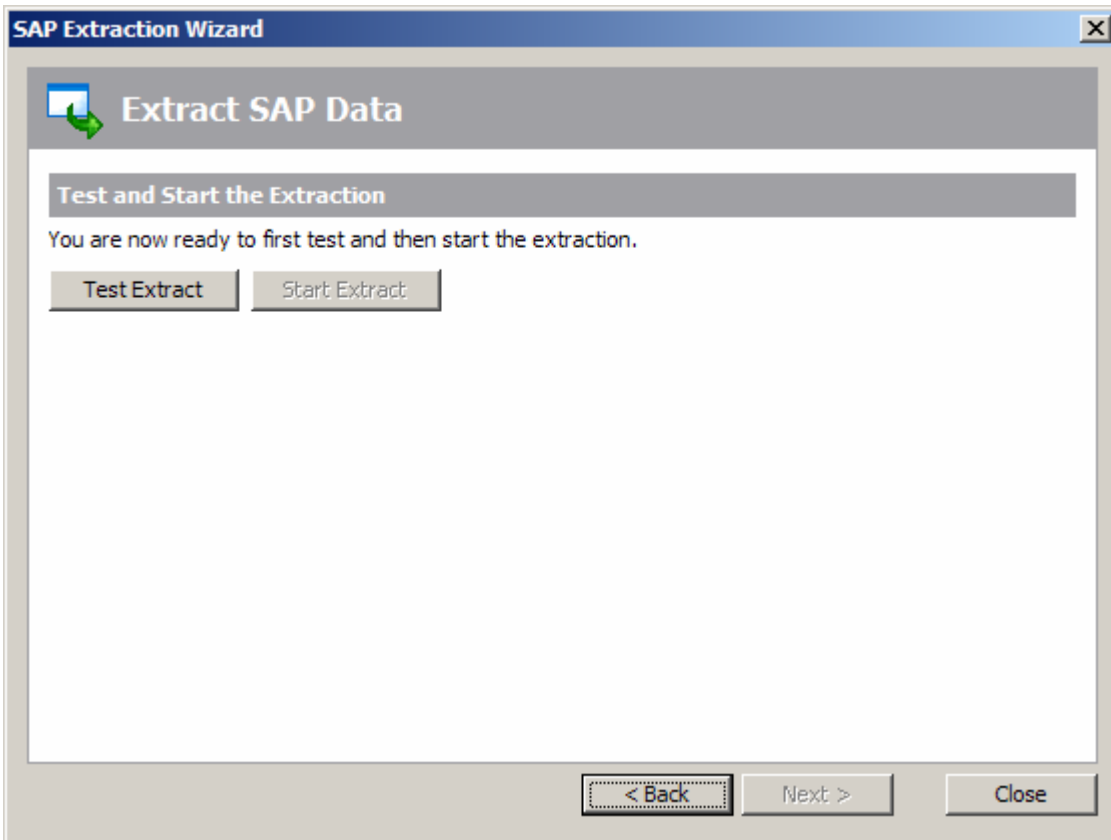 SAP Extraction Wizard
Extract SAP Data
Test and Start the Extraction
You are now ready to first test and then start the extraction.
Test Extract Start Extract
< Back Next > Close